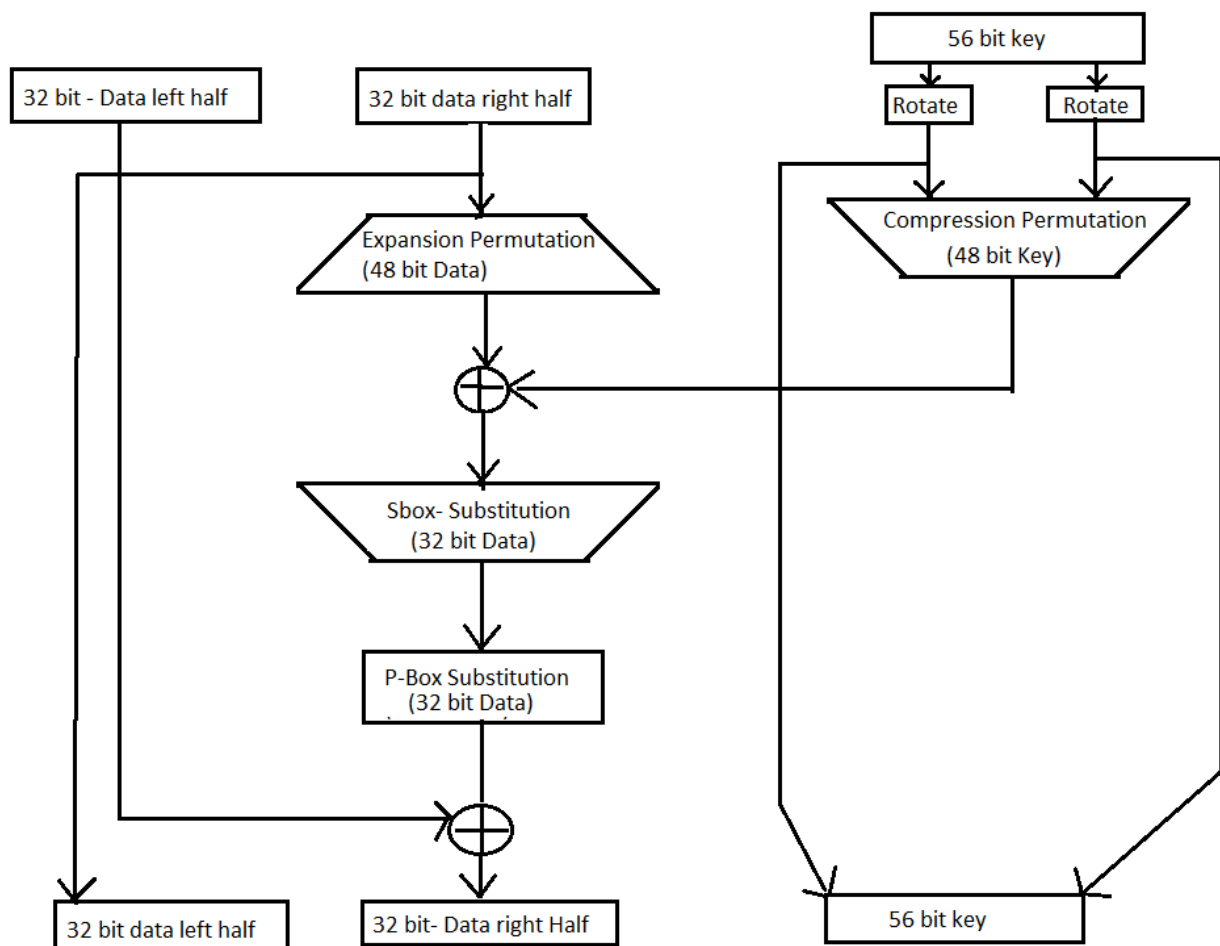 56 bit key
32 bit - Data left half
32 bit data right half
Rotate
Rotate
Expansion Permutation
(48 bit Data)
Compression Permutation
(48 bit Key)
Sbox- Substitution
(32 bit Data)
P-Box Substitution
(32 bit Data)
32 bit data left half
32 bit- Data right Half
56 bit key